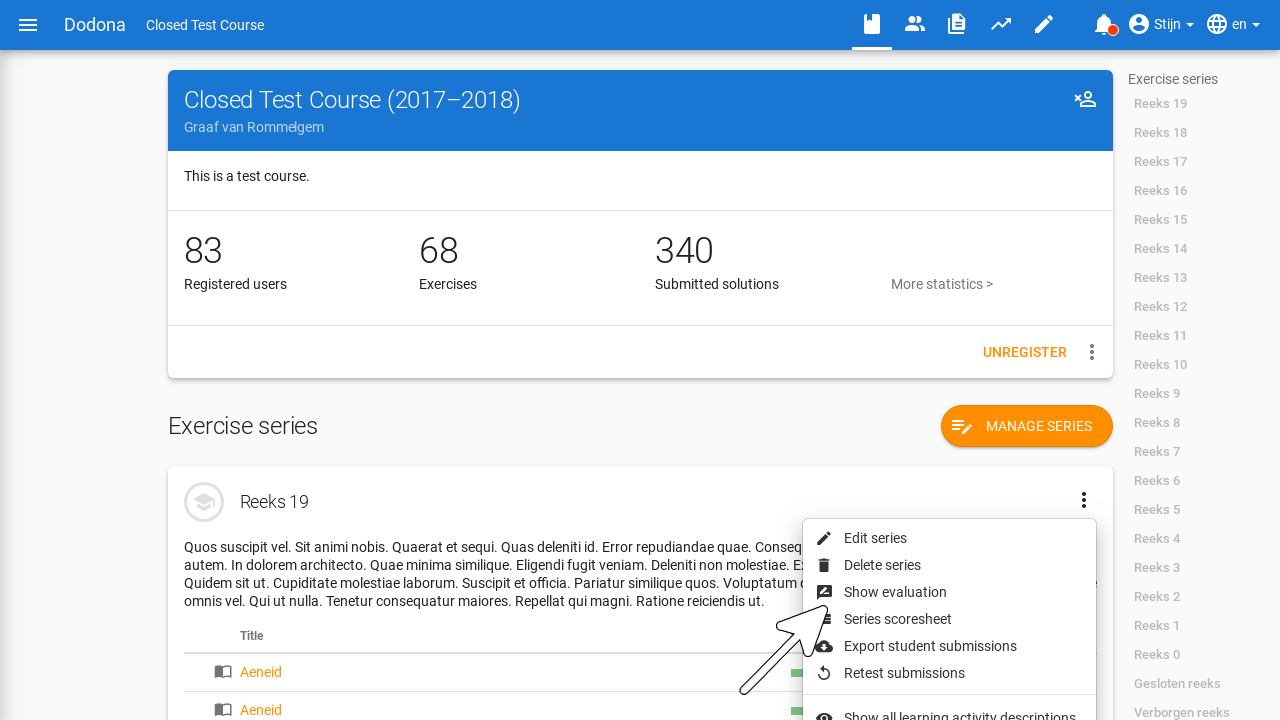 Dodona
Closed Test Course
Stijn
en
Closed Test Course (2017–2018)
Graaf van Rommelgem
This is a test course.
83
Registered users
68
Exercises
340
Submitted solutions
More statistics >
UNREGISTER
Exercise series
MANAGE SERIES
Reeks 19
Quos suscipit vel. Sit animi nobis. Quaerat et sequi. Quas deleniti id. Error repudiandae quae.
autem. In dolorem architecto. Quae minima similique. Eligendi fugit veniam. Deleniti non molestiae.
Quidem sit ut. Cupiditate molestiae laborum. Suscipit et officia. Pariatur similique quos. Voluptatum
omnis vel. Qui ut nulla. Tenetur consequatur maiores. Repellat qui magni. Ratione reiciendis ut.
Title
Aeneid
Aeneid
Edit series
Delete series
Show evaluation
Series scoresheet
Export student submissions
Retest submissions
Show all learning activity descriptions
Exercise series
Reeks 19
Reeks 18
Reeks 17
Reeks 16
Reeks 15
Reeks 14
Reeks 13
Reeks 12
Reeks 11
Reeks 10
Reeks 9
Reeks 8
Reeks 7
Reeks 6
Reeks 5
Reeks 4
Reeks 3
Reeks 2
Reeks 1
Reeks 0
Gesloten reeks
Verborgen reeks